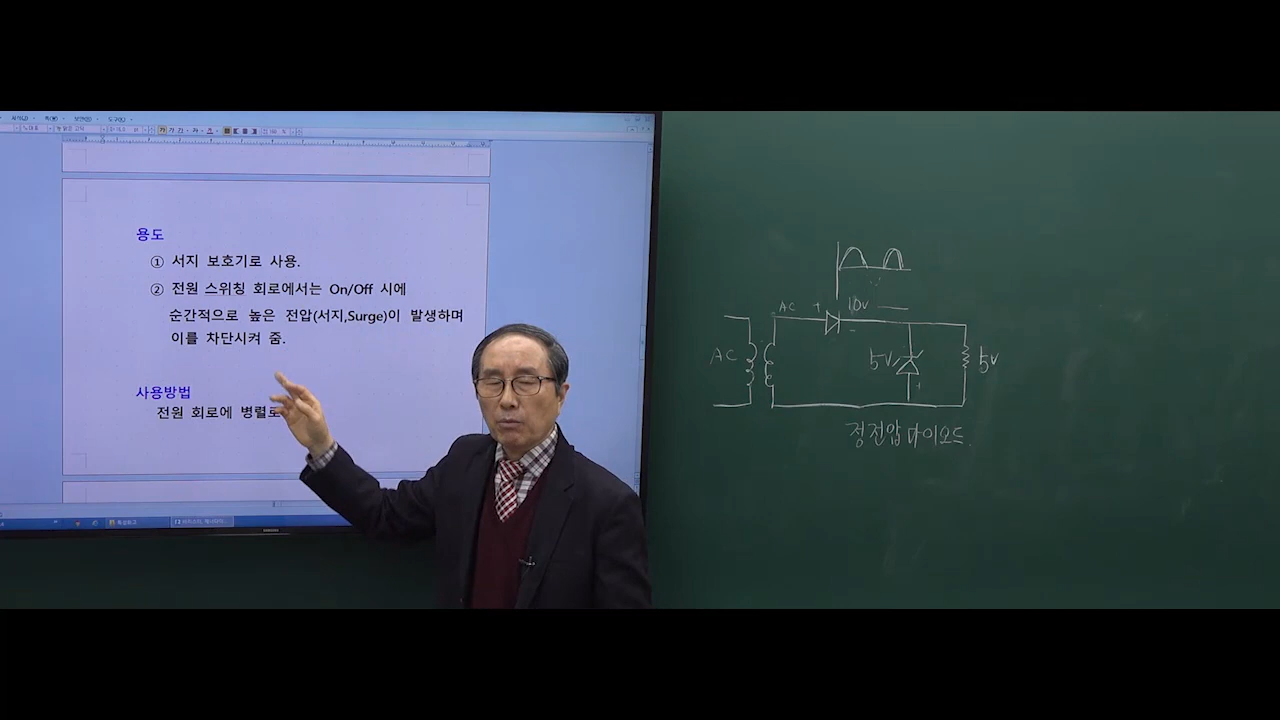 용도
① 서지 보호기로 사용.
② 전원 스위칭 회로에서는 On/Off 시에
순간적으로 높은 전압(서지,Surge)이 발생하며
이를 차단시켜 줌.
사용방법
전원 회로에 병렬로
AC
AC
+
10v
-
5v
+
5v
정전압다이오드.